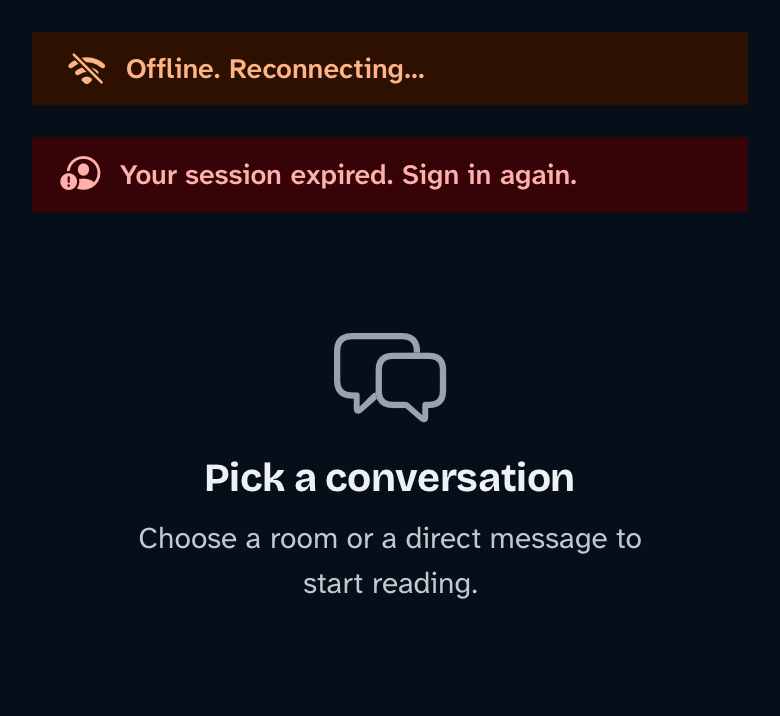 Offline. Reconnecting...
Your session expired. Sign in again.
Pick a conversation
Choose a room or a direct message to
start reading.